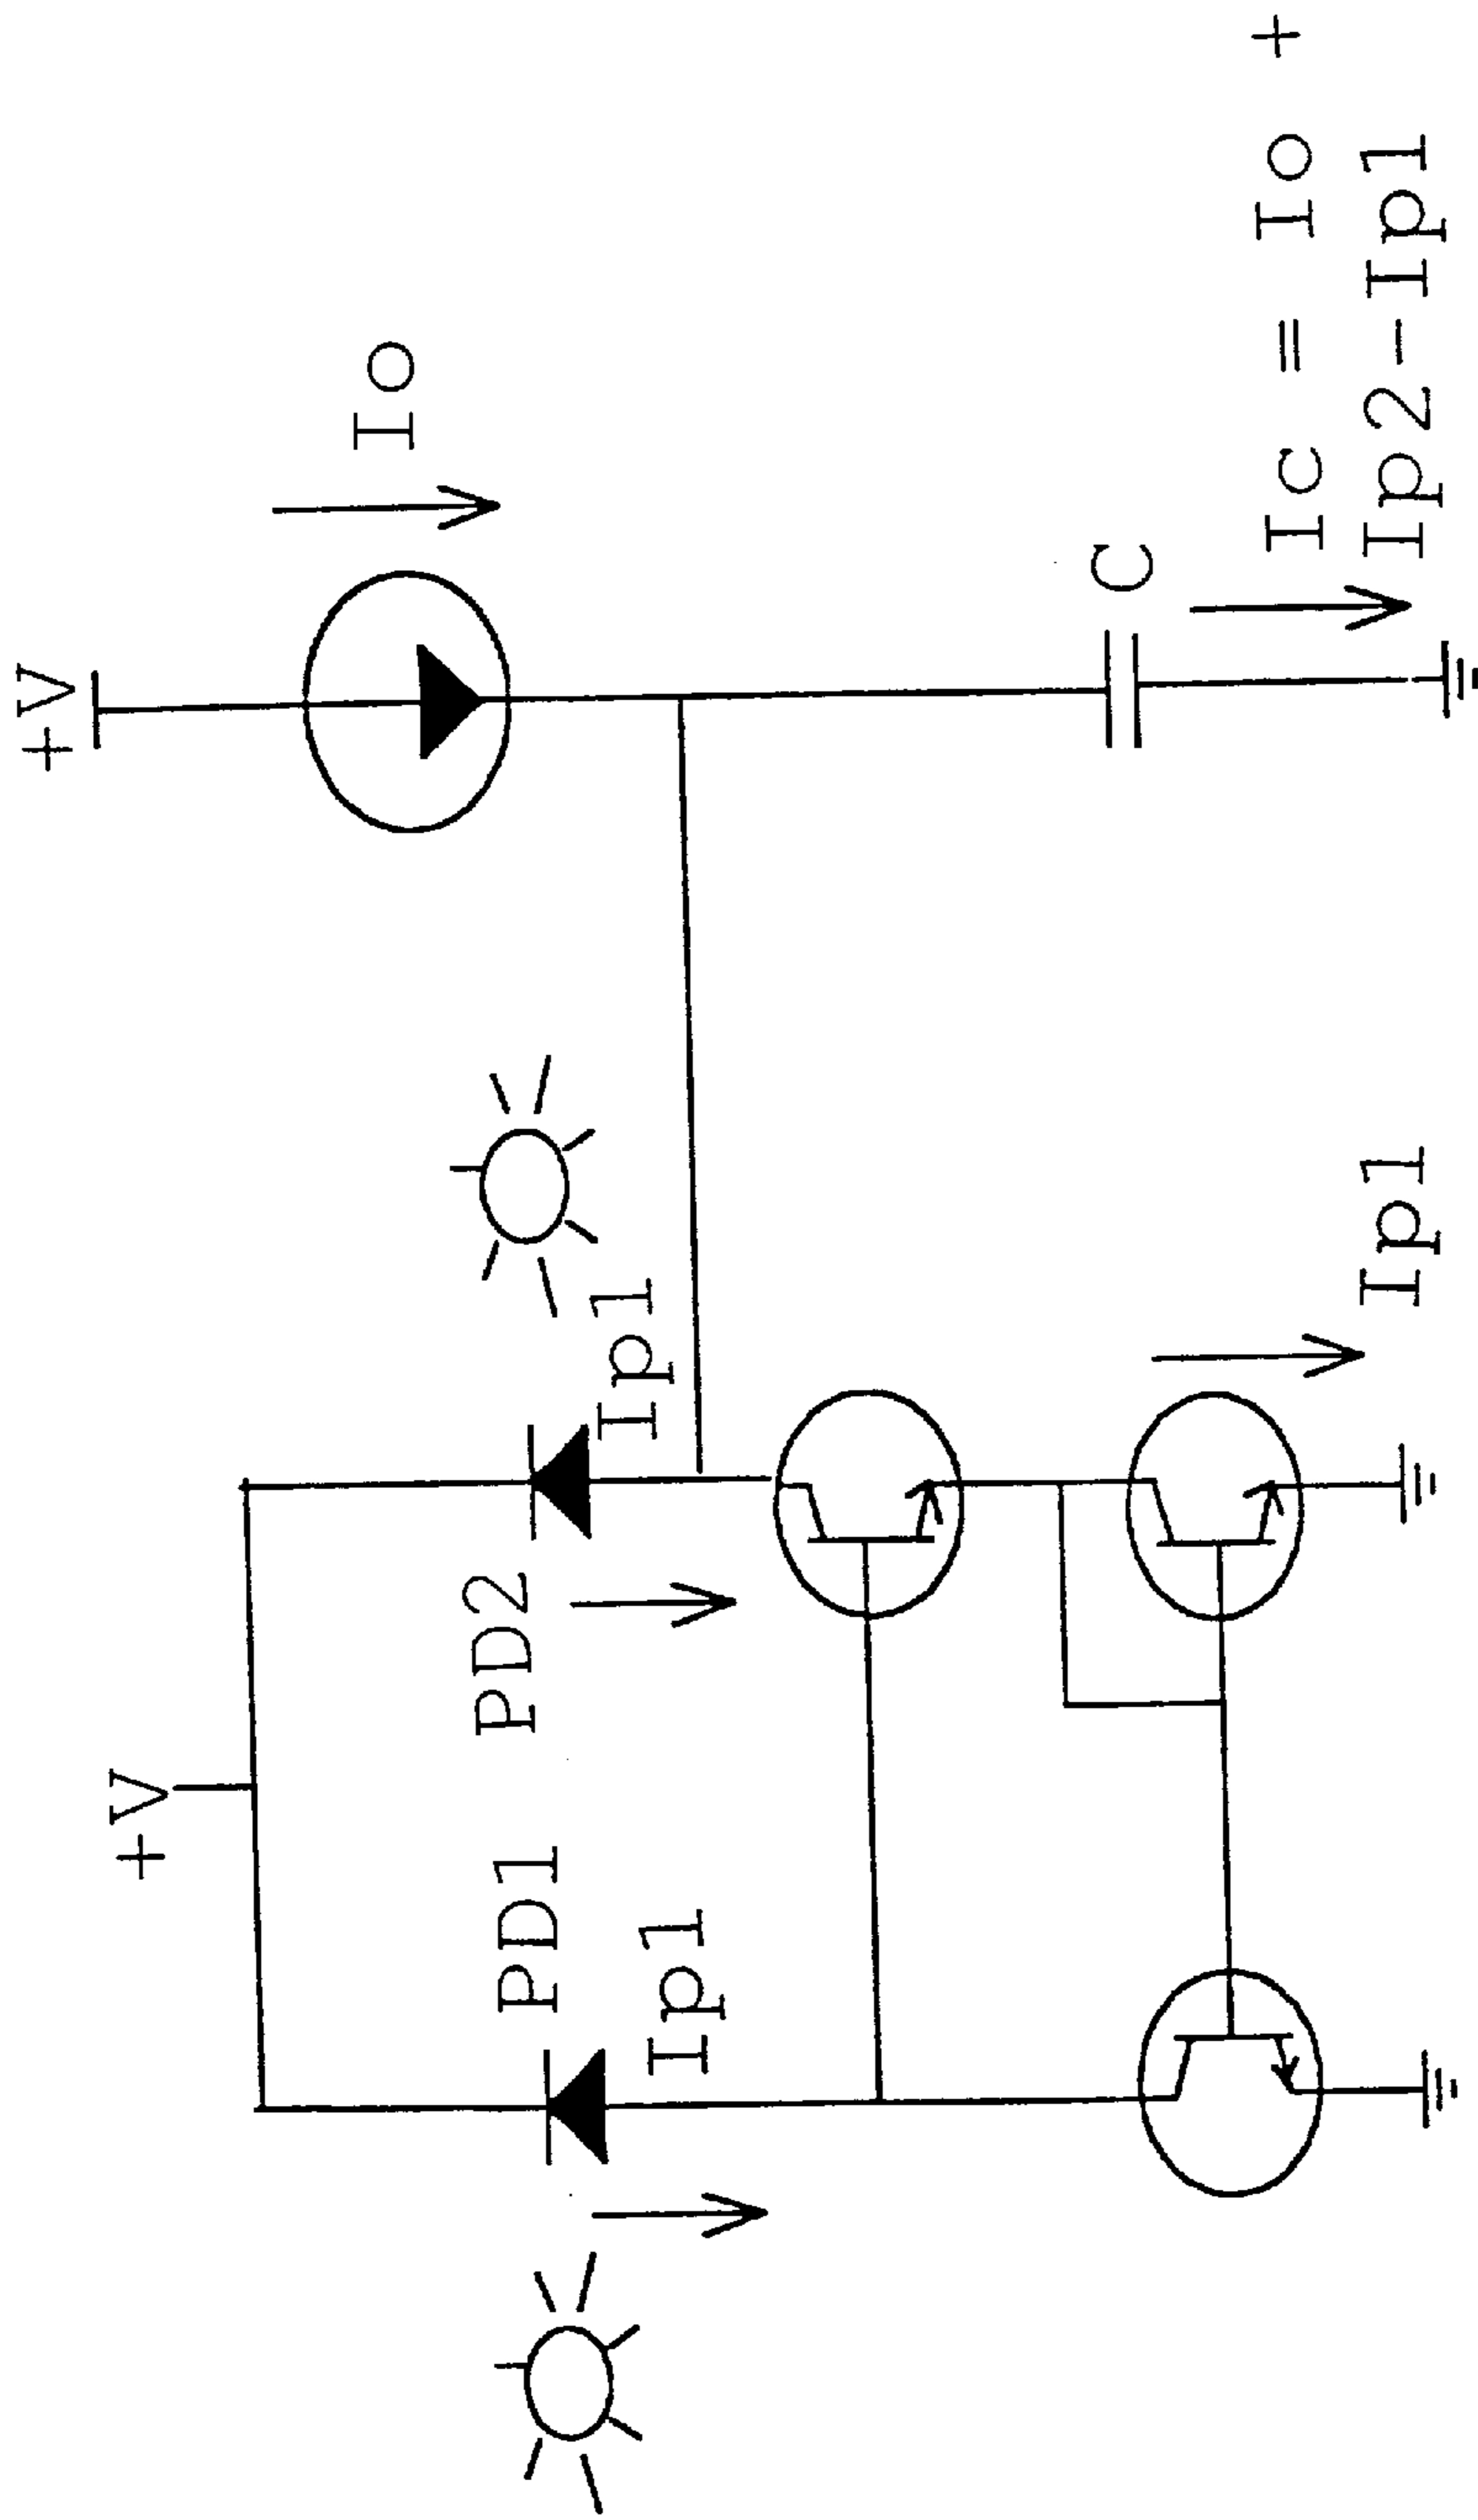 +V
+V
Io
PD1
PD2
Ip1
Ip1
C
Ip1
Ic = Io +
Ip2-Ip1